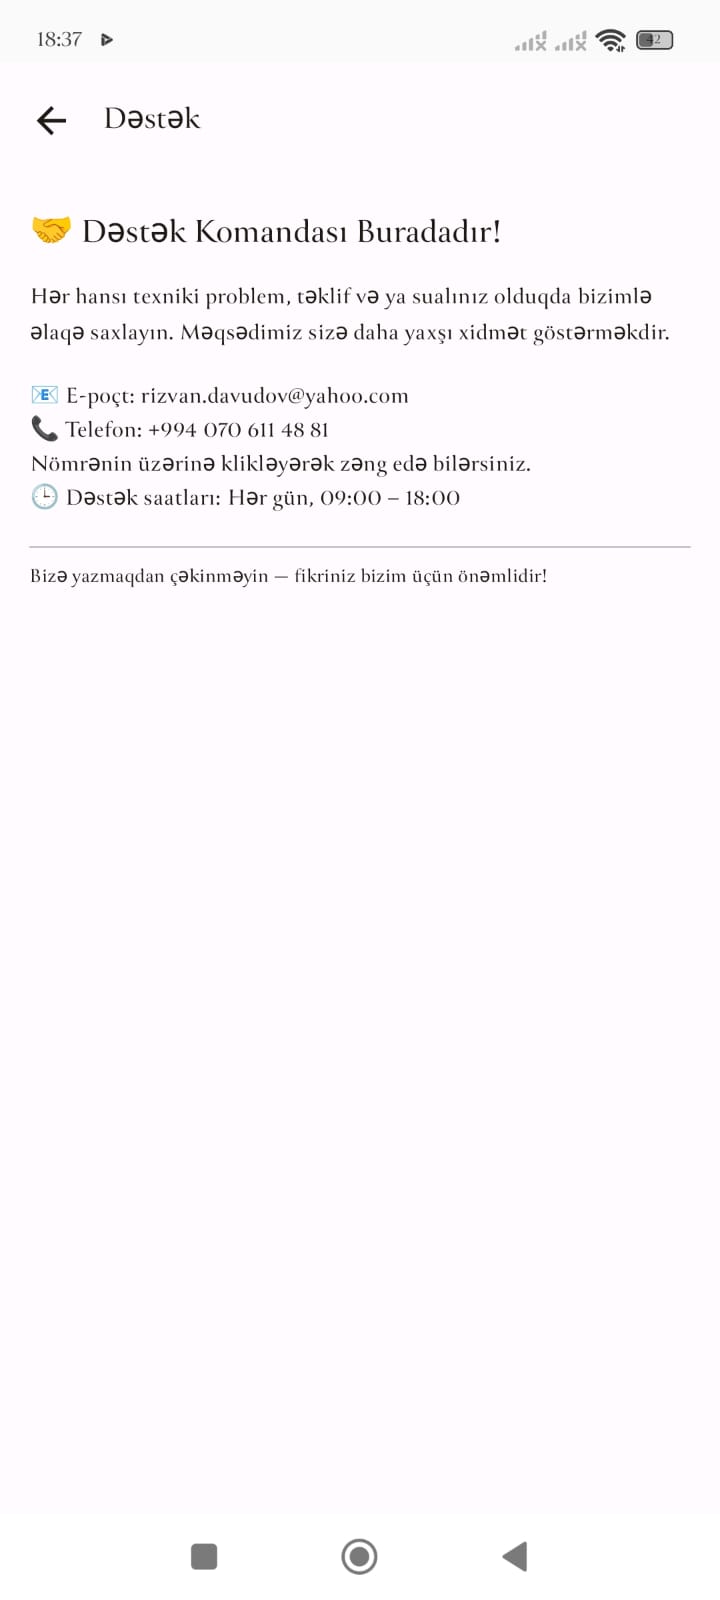 18:37
42
Dəstək
🤝 Dəstək Komandası Buradadır!
Hər hansı texniki problem, təklif və ya sualınız olduqda bizimlə
əlaqə saxlayın. Məqsədimiz sizə daha yaxşı xidmət göstərməkdir.
📧 E-poçt: rizvan.davudov@yahoo.com
📞 Telefon: +994 070 611 48 81
Nömrənin üzərinə klikləyərək zəng edə bilərsiniz.
🕒 Dəstək saatları: Hər gün, 09:00 – 18:00
Bizə yazmaqdan çəkinməyin — fikriniz bizim üçün önəmlidir!